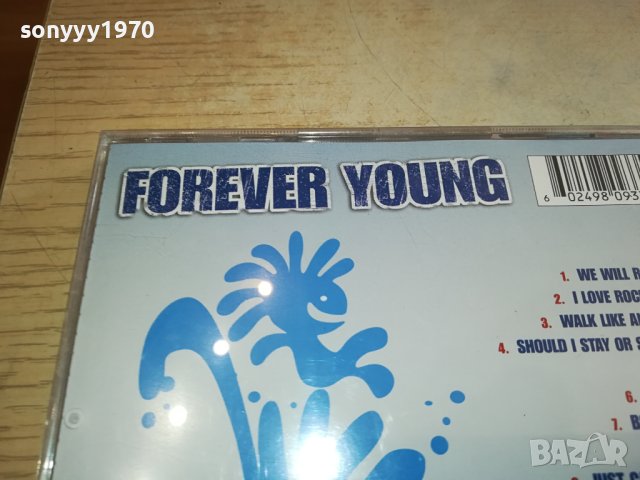 sonyyy1970
FOREVER YOUNG
6 02498 093
1. WE WILL R
2. I LOVE ROC
3. WALK LIKE A
4. SHOULD I STAY OR S
6.
7. B
JUST
BAZAR